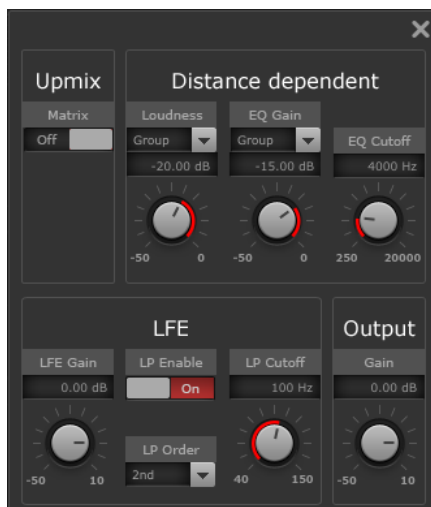 Upmix
Distance dependent
Matrix
Loudness
EQ Gain
Off
Group
Group
EQ Cutoff
-20.00 dB
-15.00 dB
4000 Hz
-50 0
-50 0
250 20000
LFE
Output
LFE Gain
LP Enable
LP Cutoff
Gain
0.00 dB
On
100 Hz
0.00 dB
LP Order
2nd
-50 10
40 150
-50 10